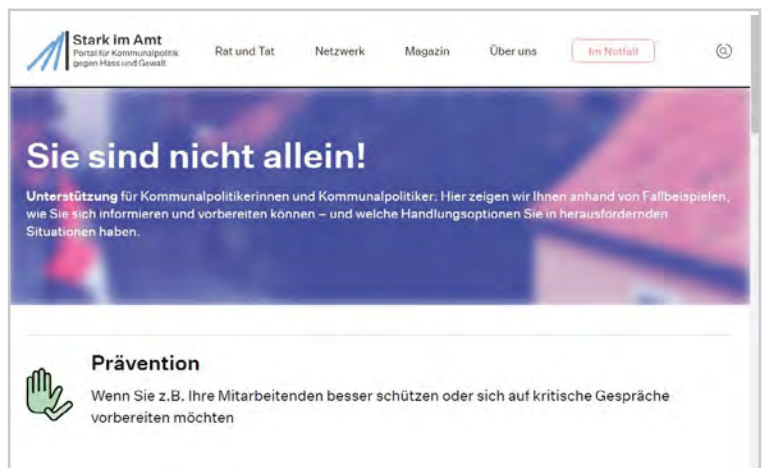 Stark im Amt
Portal für Kommunalpolitik
gegen Hass und Gewalt
Rat und Tat
Netzwerk
Magazin
Über uns
Im Notfall
Sie sind nicht allein!
Unterstützung für Kommunalpolitikerinnen und Kommunalpolitiker: Hier zeigen wir Ihnen anhand von Fallbeispielen,
wie Sie sich informieren und vorbereiten können – und welche Handlungsoptionen Sie in herausfordernden
Situationen haben.
Prävention
Wenn Sie z.B. Ihre Mitarbeitenden besser schützen oder sich auf kritische Gespräche
vorbereiten möchten